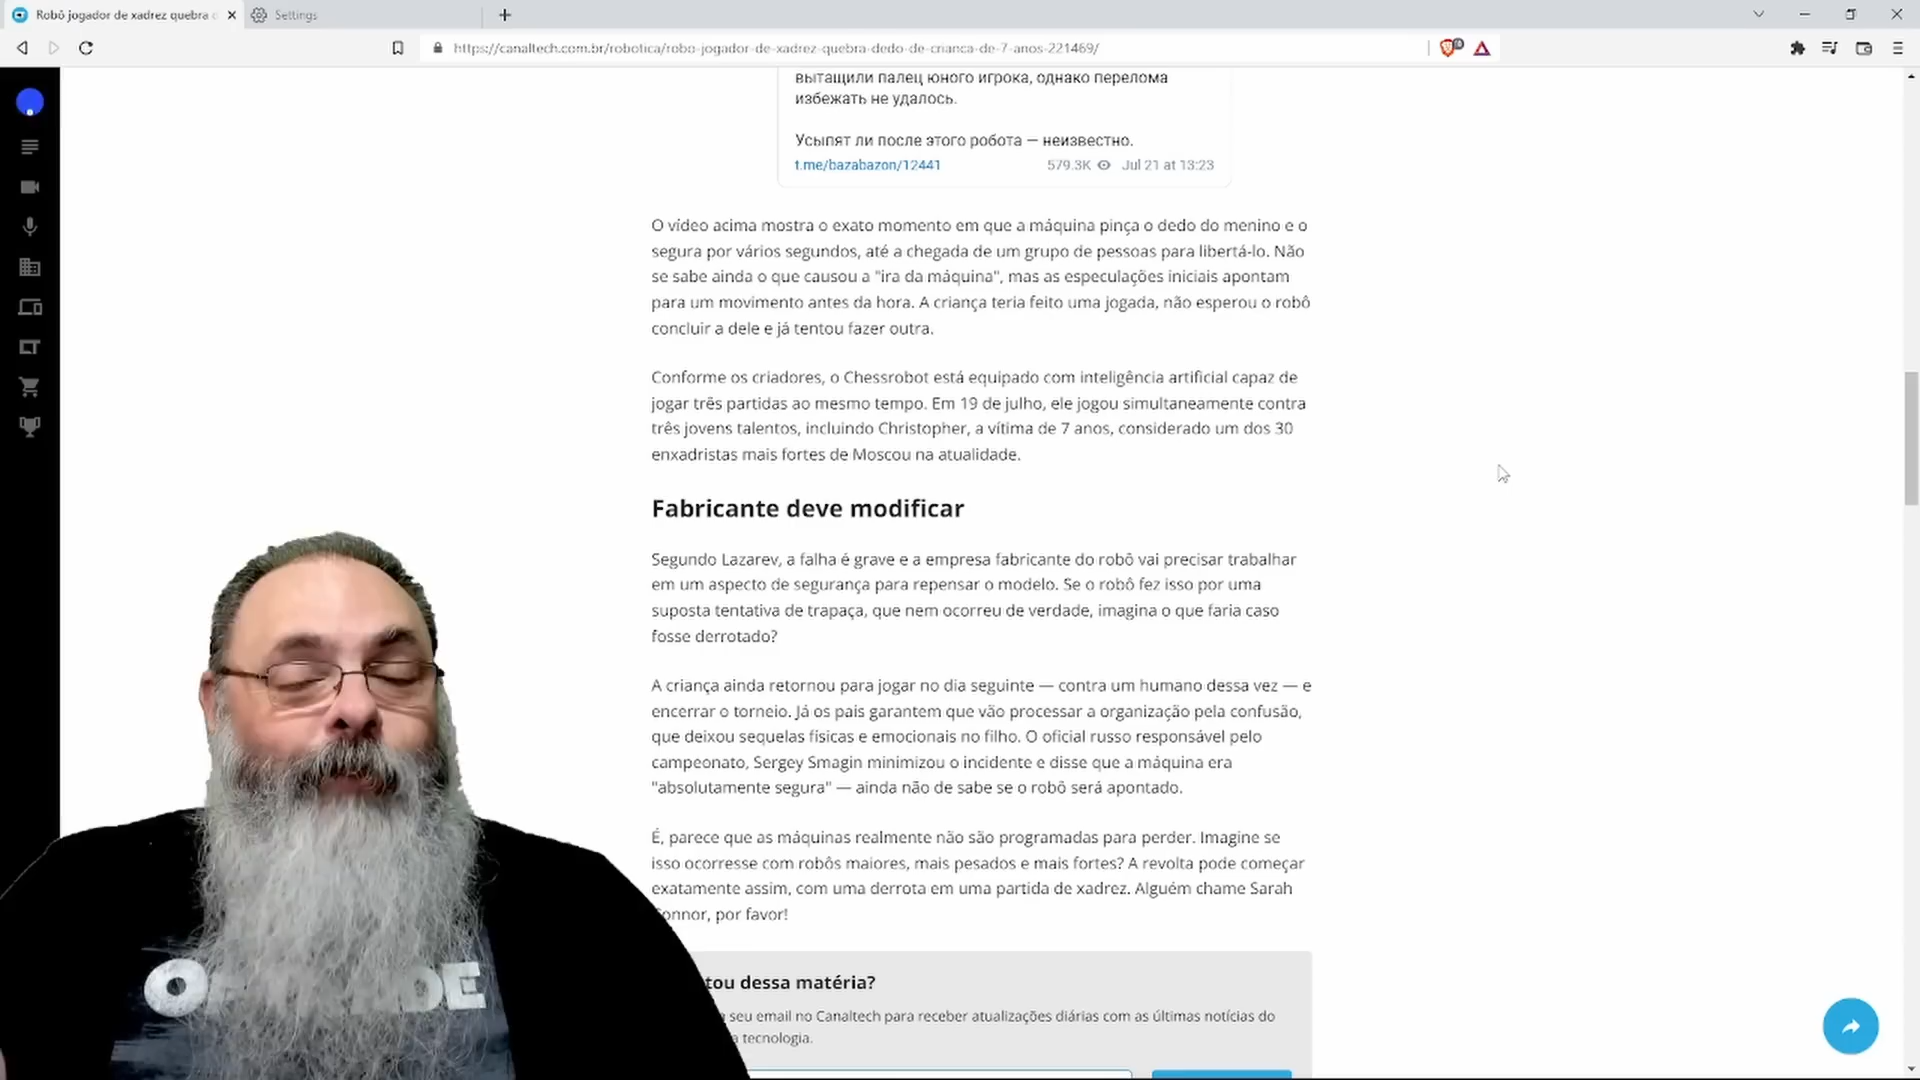 Robô jogador de xadrez quebra
Settings
https://canaltech.com.br/robotica/robo-jogador-de-xadrez-quebra-dedo-de-crianca-de-7-anos-221469/
вытащили палец юного игрока, однако перелома
избежать не удалось.
Усыпят ли после этого робота — неизвестно.
t.me/bazabazon/12441 579.3K Jul 21 at 13:23
O vídeo acima mostra o exato momento em que a máquina pinça o dedo do menino e o
segura por vários segundos, até a chegada de um grupo de pessoas para libertá-lo. Não
se sabe ainda o que causou a "ira da máquina", mas as especulações iniciais apontam
para um movimento antes da hora. A criança teria feito uma jogada, não esperou o robô
concluir a dele e já tentou fazer outra.
Conforme os criadores, o Chessrobot está equipado com inteligência artificial capaz de
jogar três partidas ao mesmo tempo. Em 19 de julho, ele jogou simultaneamente contra
três jovens talentos, incluindo Christopher, a vítima de 7 anos, considerado um dos 30
enxadristas mais fortes de Moscou na atualidade.
Fabricante deve modificar
Segundo Lazarev, a falha é grave e a empresa fabricante do robô vai precisar trabalhar
em um aspecto de segurança para repensar o modelo. Se o robô fez isso por uma
suposta tentativa de trapaça, que nem ocorreu de verdade, imagina o que faria caso
fosse derrotado?
A criança ainda retornou para jogar no dia seguinte — contra um humano dessa vez — e
encerrar o torneio. Já os pais garantem que vão processar a organização pela confusão,
que deixou sequelas físicas e emocionais no filho. O oficial russo responsável pelo
campeonato, Sergey Smagin minimizou o incidente e disse que a máquina era
"absolutamente segura" — ainda não de sabe se o robô será apontado.
É, parece que as máquinas realmente não são programadas para perder. Imagine se
isso ocorresse com robôs maiores, mais pesados e mais fortes? A revolta pode começar
exatamente assim, com uma derrota em uma partida de xadrez. Alguém chame Sarah
onnor, por favor!
tou dessa matéria?
seu email no Canaltech para receber atualizações diárias com as últimas notícias do
a tecnologia.